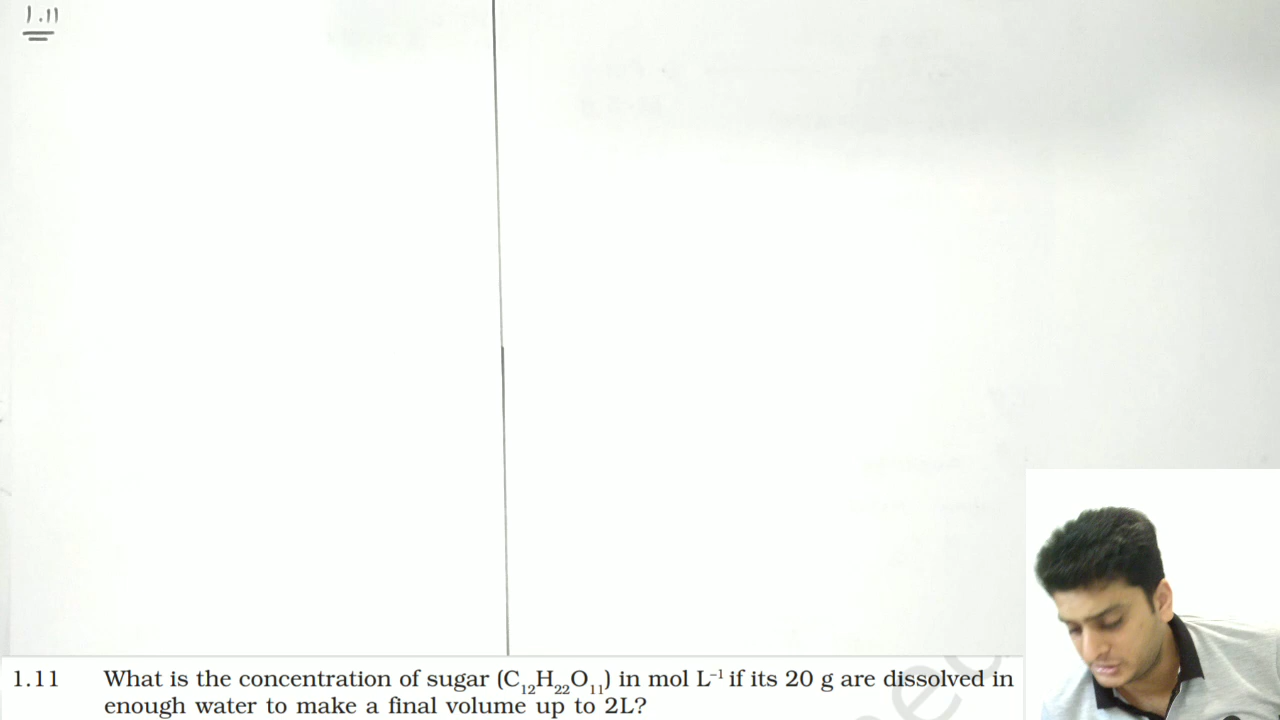 1.11
1.11 What is the concentration of sugar (C₁₂H₂₂O₁₁) in mol L⁻¹ if its 20 g are dissolved in
enough water to make a final volume up to 2L?